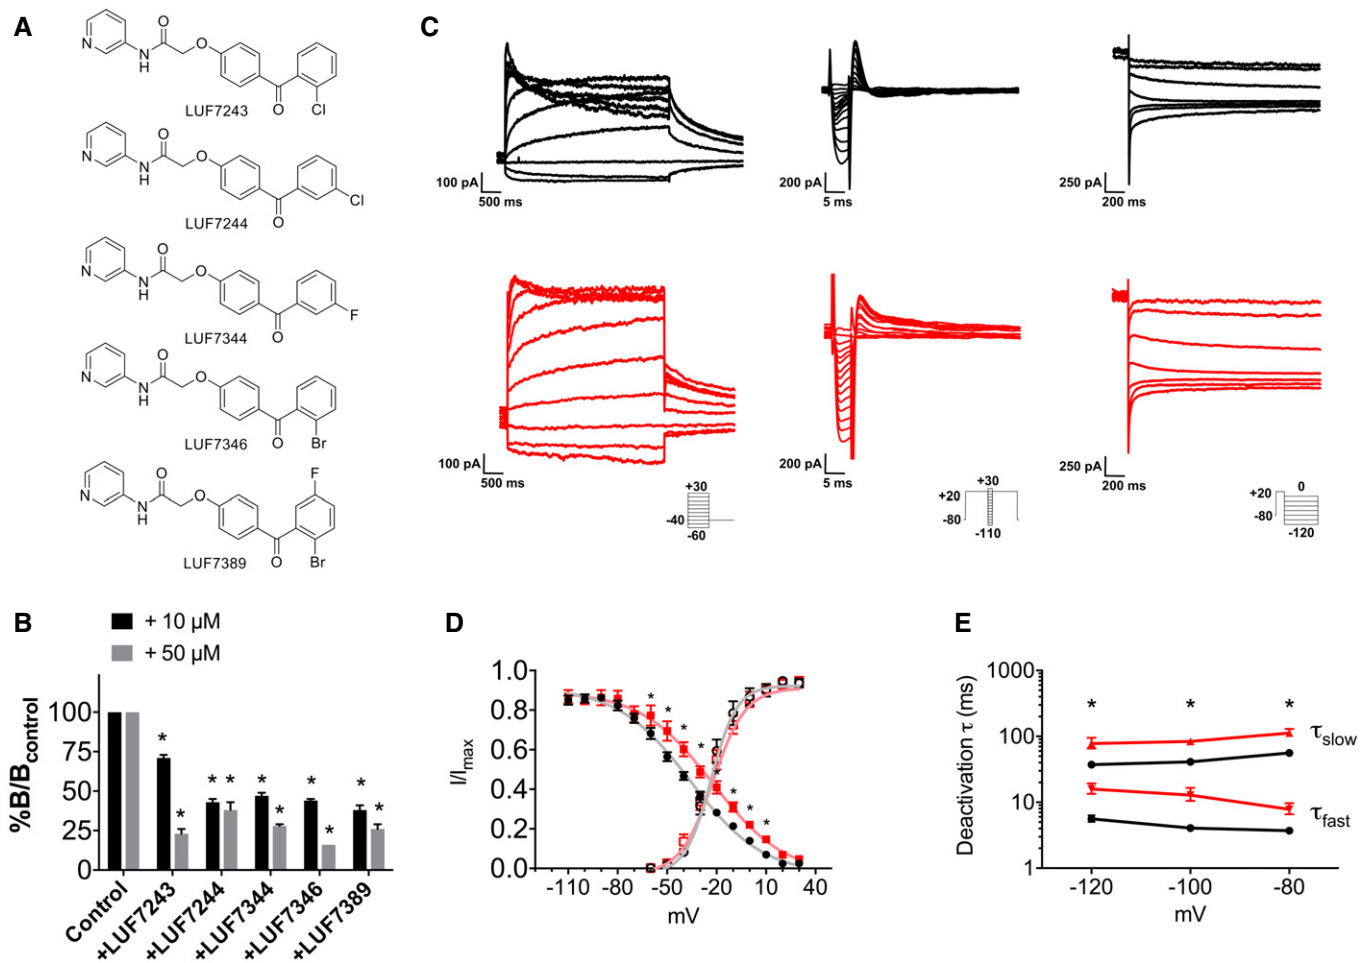 A
N
N
H
O
O
O
Cl
LUF7243
N
N
H
O
O
O
Cl
LUF7244
N
N
H
O
O
O
F
LUF7344
N
N
H
O
O
O
Br
LUF7346
N
N
H
O
O
F
O
Br
LUF7389
B
+ 10 µM
+ 50 µM
%B/Bcontrol
100
75
50
25
0
* * * * * * * * * *
Control
+LUF7243
+LUF7244
+LUF7344
+LUF7346
+LUF7389
C
100 pA
500 ms
200 pA
5 ms
250 pA
200 ms
100 pA
500 ms
+30
-40
-60
200 pA
5 ms
+30
+20
-80
-110
250 pA
200 ms
0
+20
-80
-120
D
I/Imax
1.0
0.8
0.6
0.4
0.2
0.0
* * * * * * * *
-110 -80 -50 -20 10 40
mV
E
Deactivation τ (ms)
1000
100
10
1
* * *
τslow
τfast
-120 -100 -80
mV